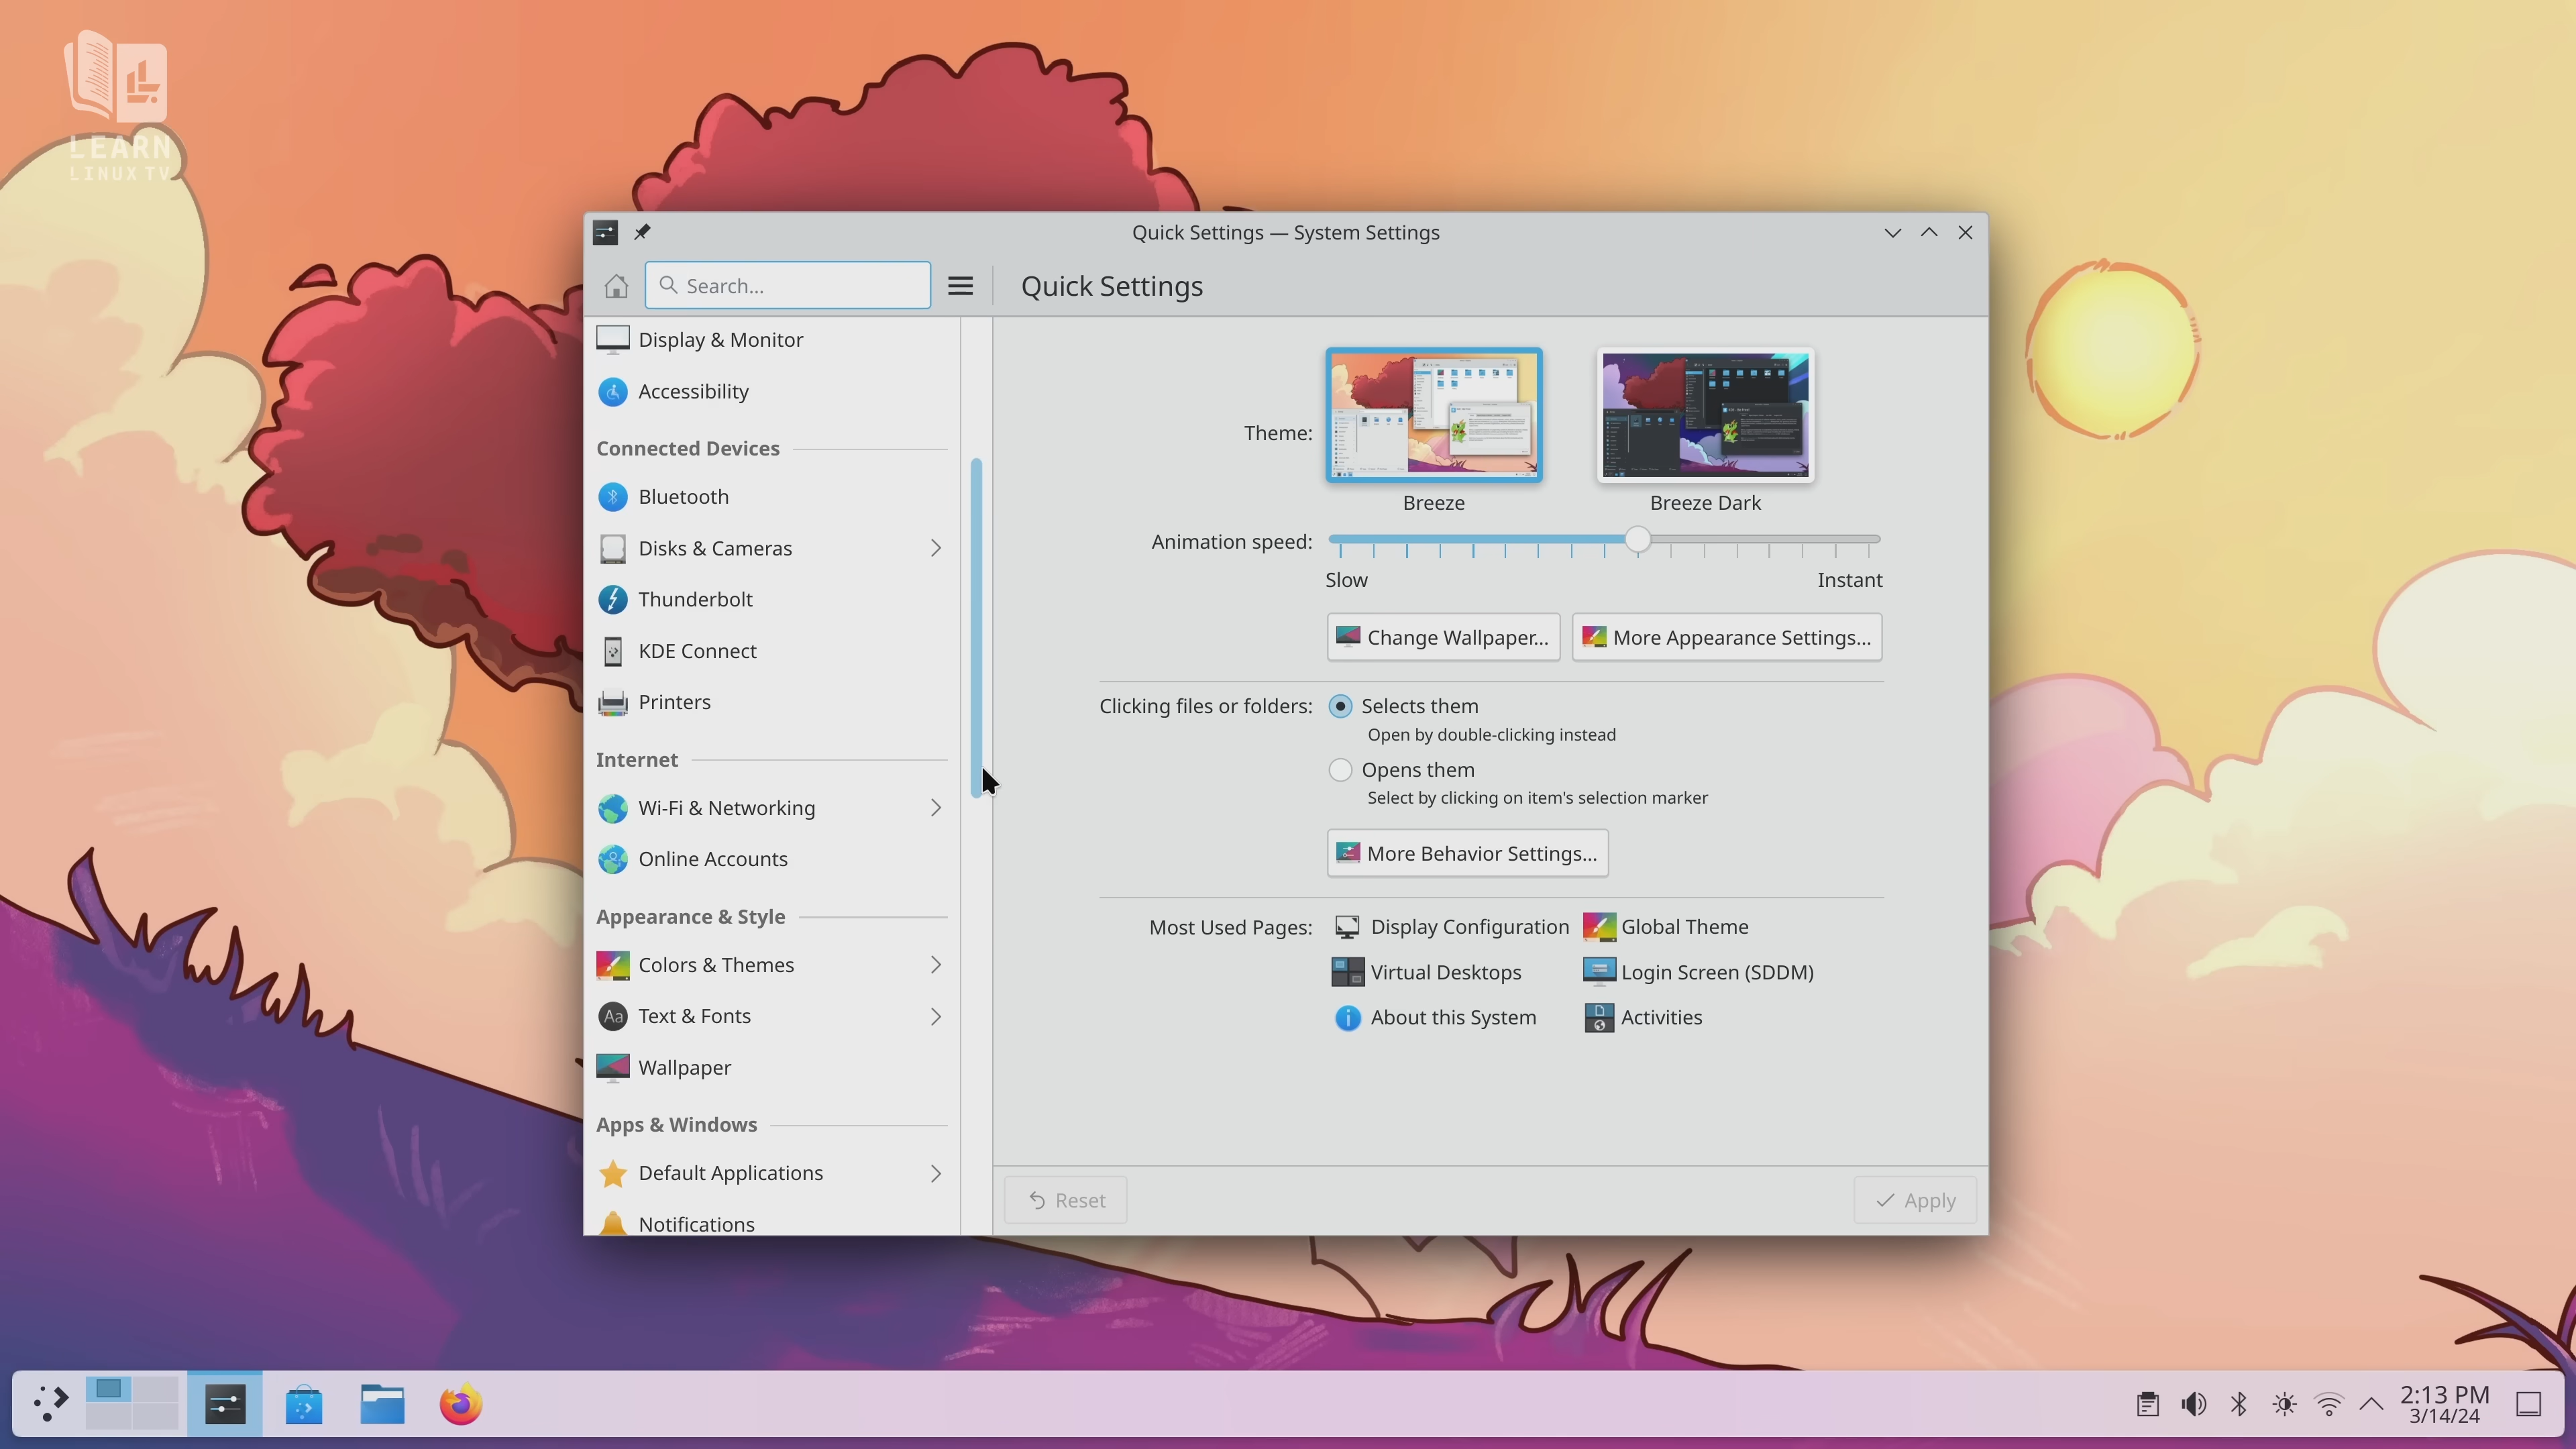 LEARN
LINUX TV
Quick Settings — System Settings
Search...
Quick Settings
Display & Monitor
Accessibility
Connected Devices
Bluetooth
Disks & Cameras
Thunderbolt
KDE Connect
Printers
Internet
Wi-Fi & Networking
Online Accounts
Appearance & Style
Colors & Themes
Aa Text & Fonts
Wallpaper
Apps & Windows
Default Applications
Notifications
Theme:
Breeze
Breeze Dark
Animation speed:
Slow
Instant
Change Wallpaper...
More Appearance Settings...
Clicking files or folders:
Selects them
Open by double-clicking instead
Opens them
Select by clicking on item's selection marker
More Behavior Settings...
Most Used Pages:
Display Configuration
Global Theme
Virtual Desktops
Login Screen (SDDM)
About this System
Activities
Reset
Apply
2:13 PM
3/14/24